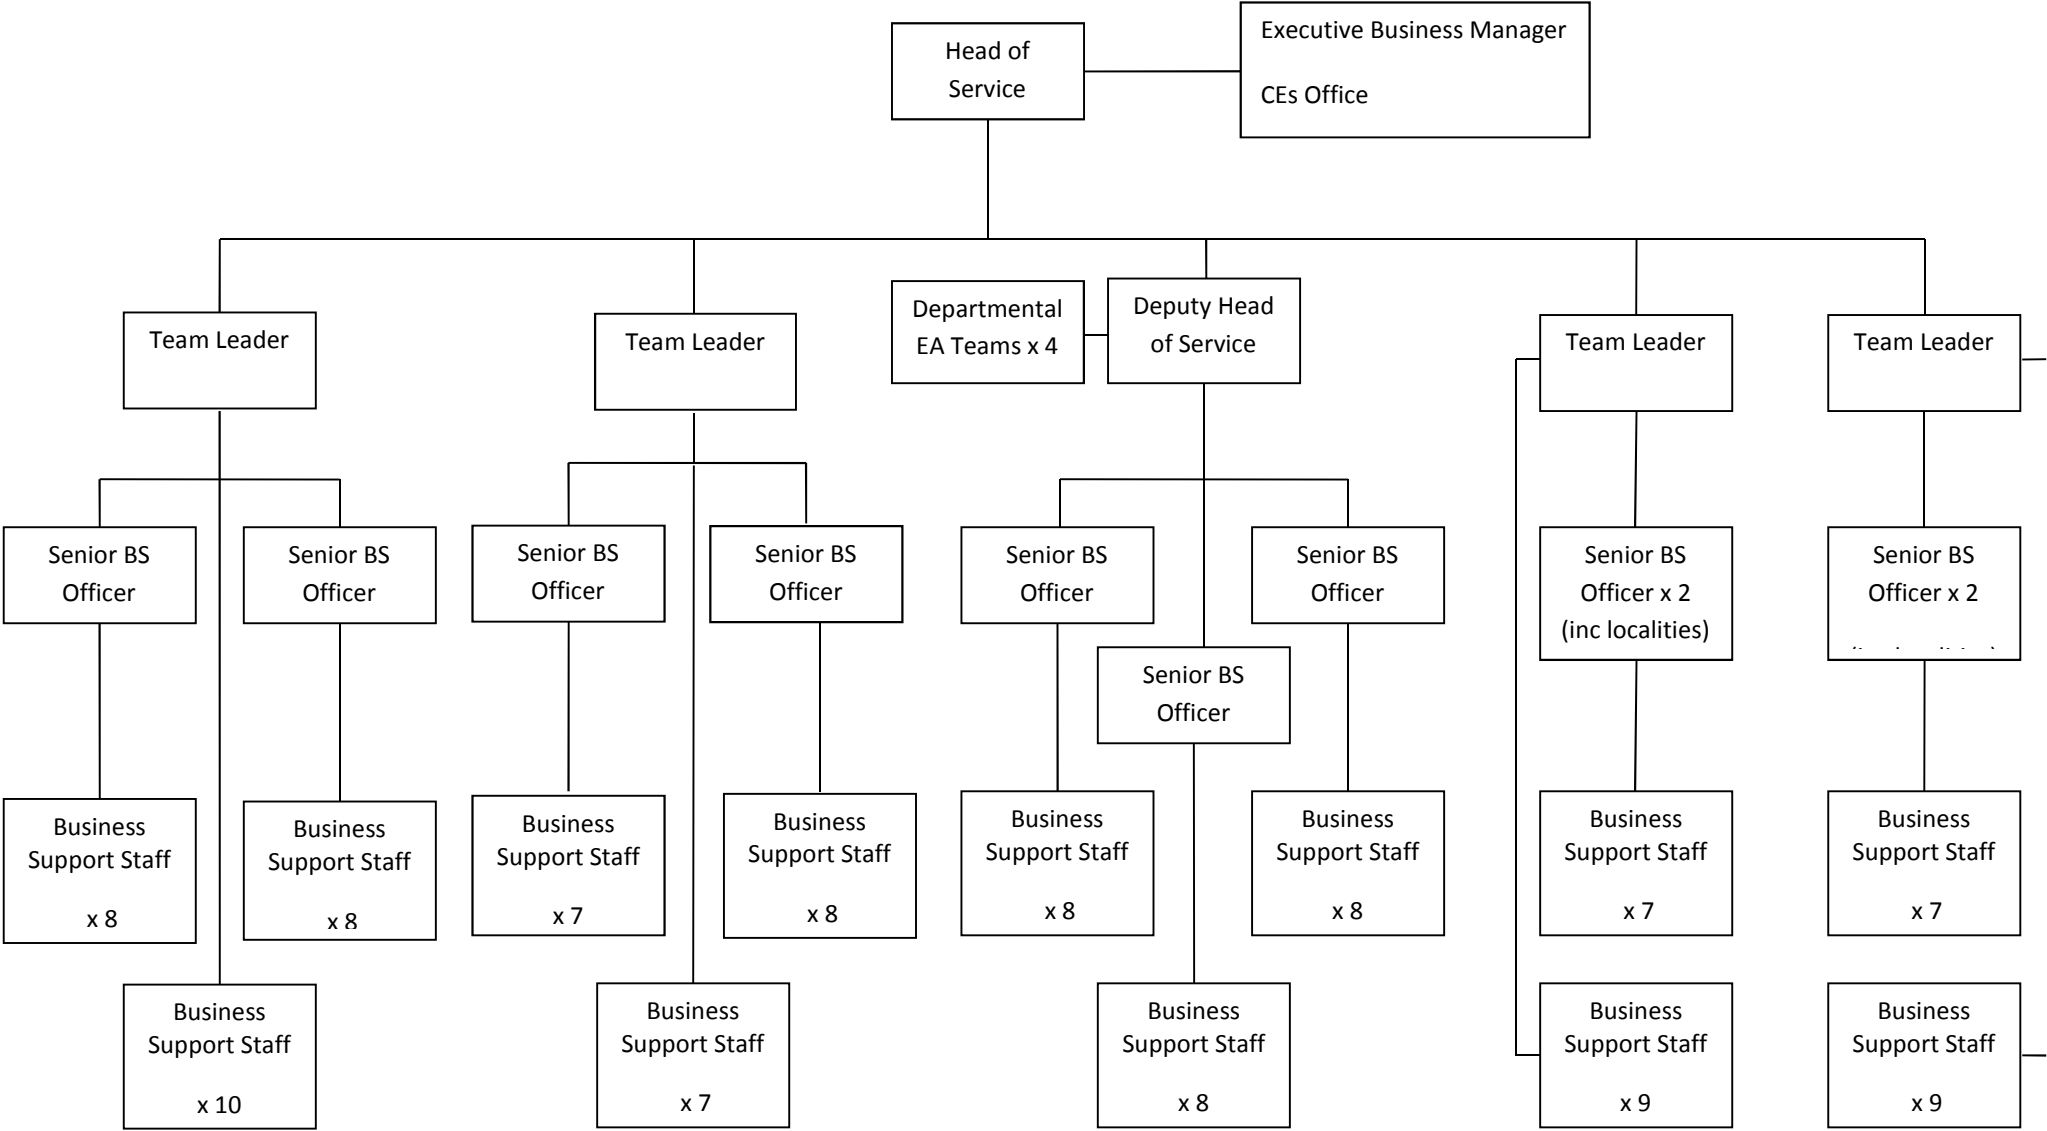 Head of
Service
Executive Business Manager
CEs Office
Team Leader
Team Leader
Departmental
EA Teams x 4
Deputy Head
of Service
Team Leader
Team Leader
Senior BS
Officer
Senior BS
Officer
Senior BS
Officer
Senior BS
Officer
Senior BS
Officer
Senior BS
Officer
Senior BS
Officer x 2
(inc localities)
Senior BS
Officer x 2
Senior BS
Officer
Business
Support Staff
x 8
Business
Support Staff
x 8
Business
Support Staff
x 7
Business
Support Staff
x 8
Business
Support Staff
x 8
Business
Support Staff
x 8
Business
Support Staff
x 7
Business
Support Staff
x 7
Business
Support Staff
x 10
Business
Support Staff
x 7
Business
Support Staff
x 8
Business
Support Staff
x 9
Business
Support Staff
x 9